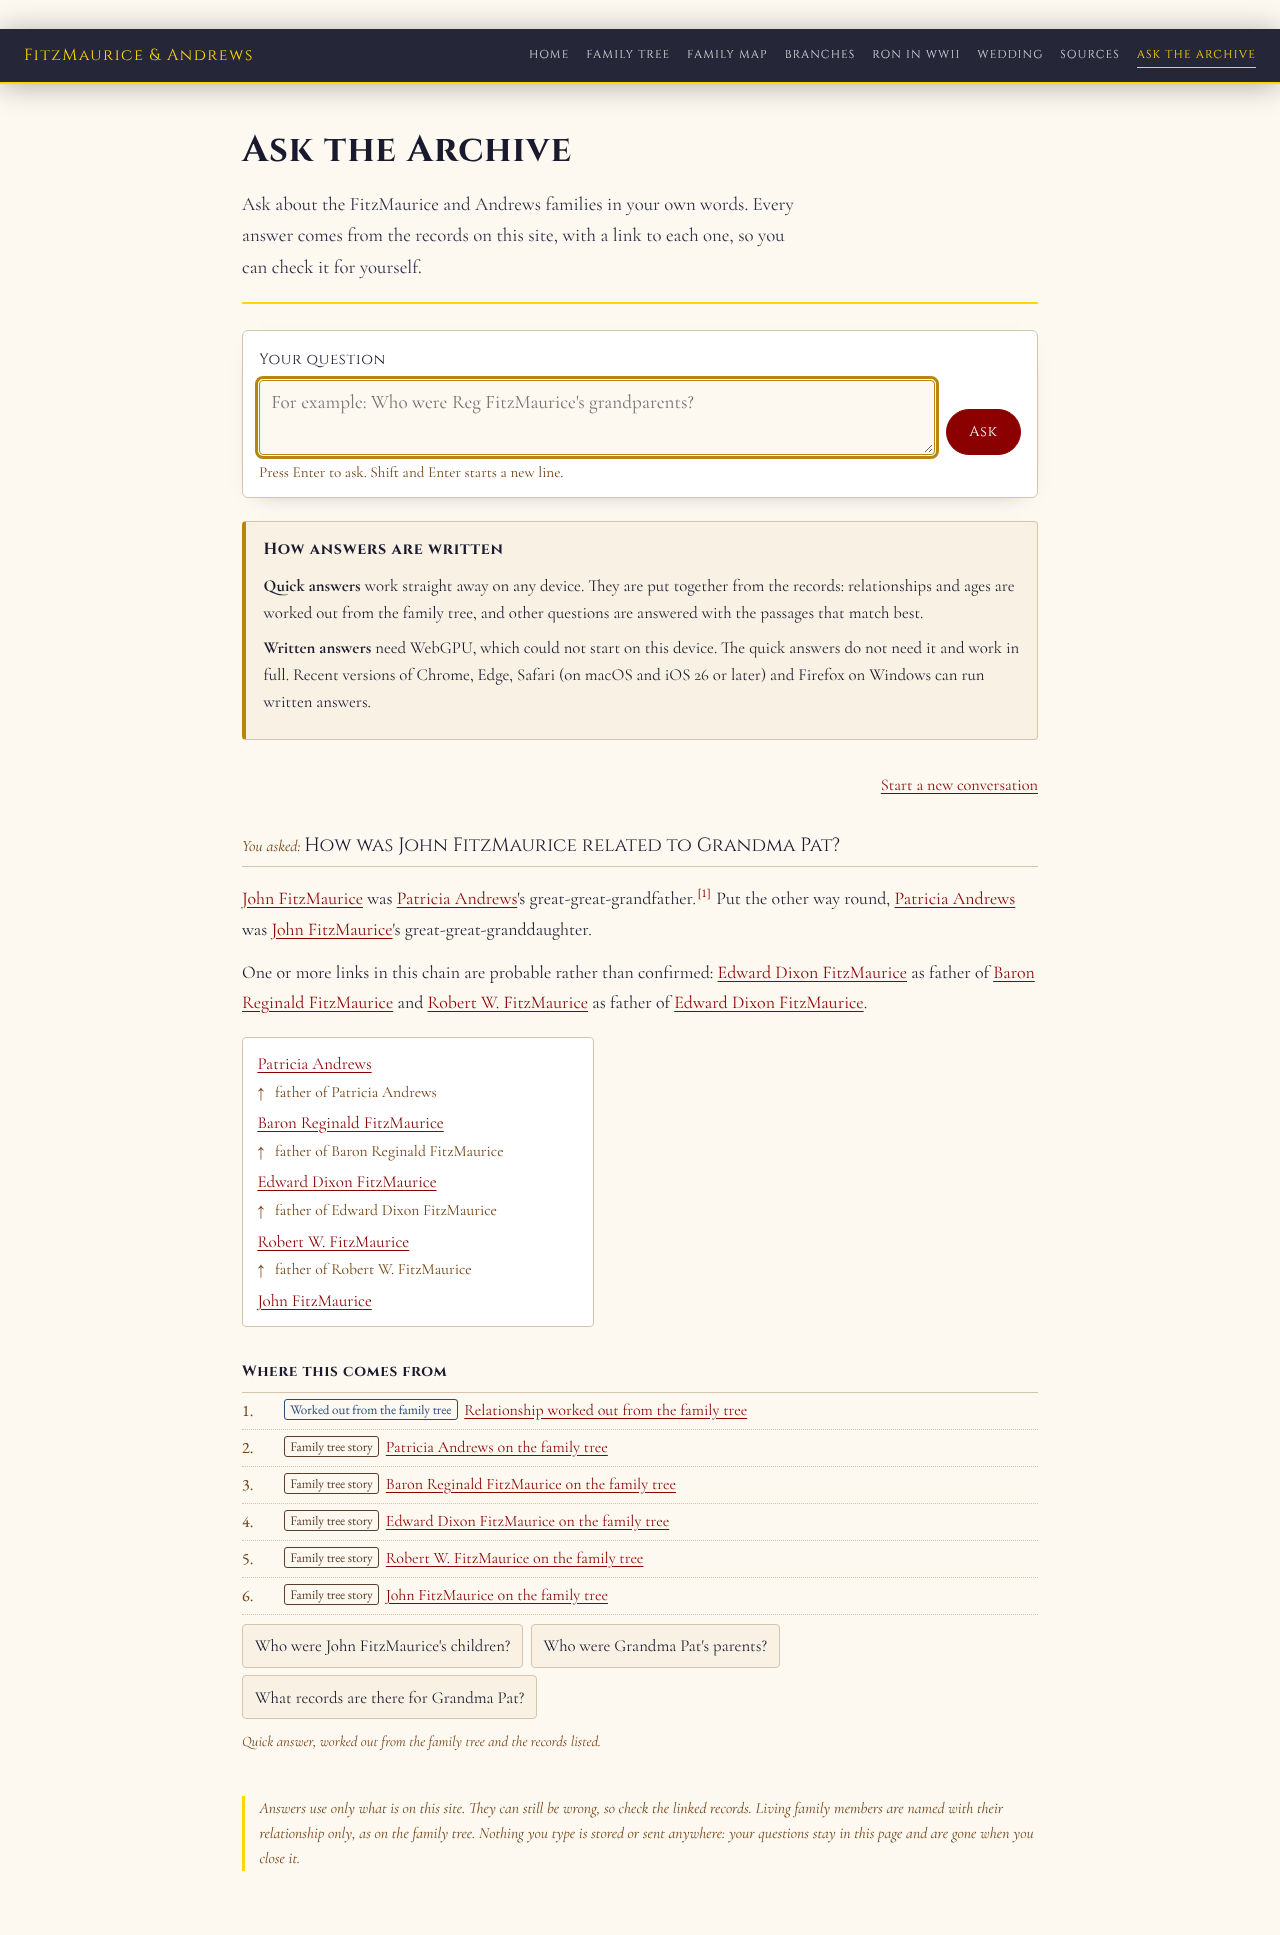 FitzMaurice & Andrews
Home Family Tree Family Map Branches Ron in WWII Wedding Sources Ask the Archive
Ask the Archive
Ask about the FitzMaurice and Andrews families in your own words. Every
answer comes from the records on this site, with a link to each one, so you
can check it for yourself.
Your question
For example: Who were Reg FitzMaurice's grandparents?
Ask
Press Enter to ask. Shift and Enter starts a new line.
How answers are written
Quick answers work straight away on any device. They are put together from the records: relationships and ages are
worked out from the family tree, and other questions are answered with the passages that match best.
Written answers need WebGPU, which could not start on this device. The quick answers do not need it and work in
full. Recent versions of Chrome, Edge, Safari (on macOS and iOS 26 or later) and Firefox on Windows can run
written answers.
Start a new conversation
You asked: How was John FitzMaurice related to Grandma Pat?
John FitzMaurice was Patricia Andrews's great-great-grandfather.[1] Put the other way round, Patricia Andrews
was John FitzMaurice's great-great-granddaughter.
One or more links in this chain are probable rather than confirmed: Edward Dixon FitzMaurice as father of Baron
Reginald FitzMaurice and Robert W. FitzMaurice as father of Edward Dixon FitzMaurice.
Patricia Andrews
↑ father of Patricia Andrews
Baron Reginald FitzMaurice
↑ father of Baron Reginald FitzMaurice
Edward Dixon FitzMaurice
↑ father of Edward Dixon FitzMaurice
Robert W. FitzMaurice
↑ father of Robert W. FitzMaurice
John FitzMaurice
Where this comes from
1. Worked out from the family tree Relationship worked out from the family tree
2. Family tree story Patricia Andrews on the family tree
3. Family tree story Baron Reginald FitzMaurice on the family tree
4. Family tree story Edward Dixon FitzMaurice on the family tree
5. Family tree story Robert W. FitzMaurice on the family tree
6. Family tree story John FitzMaurice on the family tree
Who were John FitzMaurice's children? Who were Grandma Pat's parents?
What records are there for Grandma Pat?
Quick answer, worked out from the family tree and the records listed.
Answers use only what is on this site. They can still be wrong, so check the linked records. Living family members are named with their
relationship only, as on the family tree. Nothing you type is stored or sent anywhere: your questions stay in this page and are gone when you
close it.